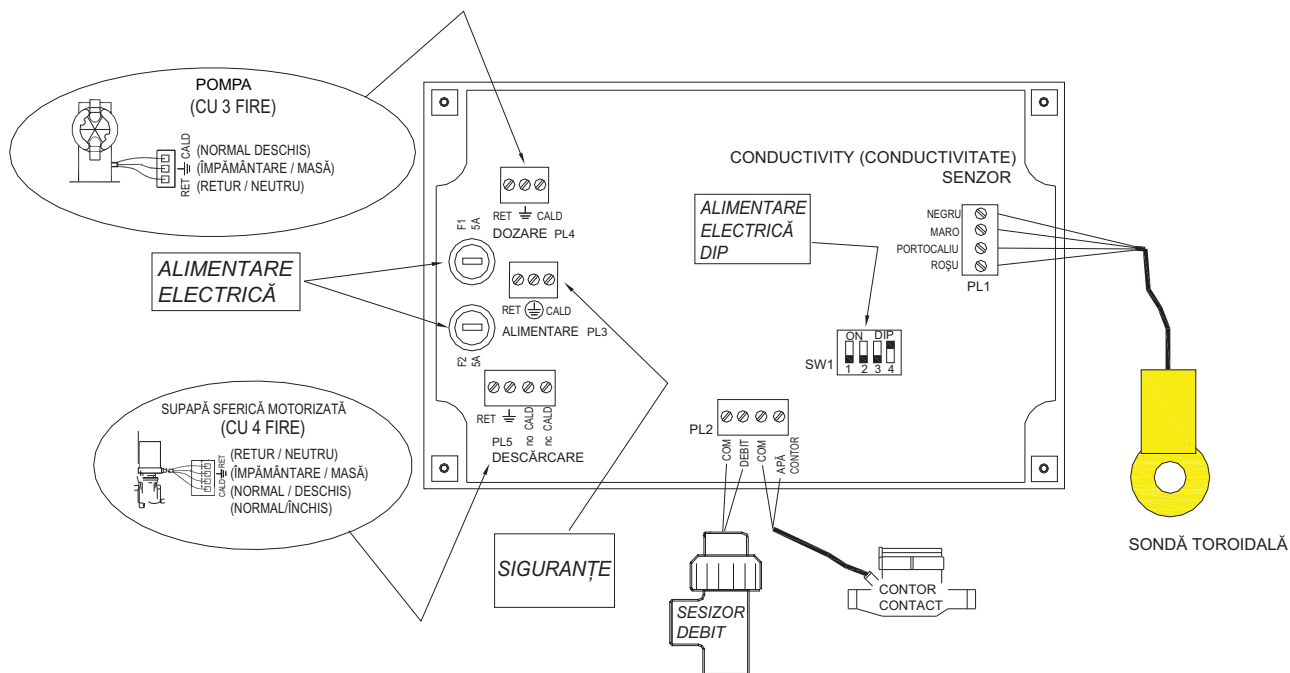 POMPA
(CU 3 FIRE)
CALD
RET
(NORMAL DESCHIS)
(ÎMPĂMÂNTARE / MASĂ)
(RETUR / NEUTRU)
ALIMENTARE
ELECTRICĂ
SUPAPĂ SFERICĂ MOTORIZATĂ
(CU 4 FIRE)
RET
CALD
(RETUR / NEUTRU)
(ÎMPĂMÂNTARE / MASĂ)
(NORMAL / DESCHIS)
(NORMAL/ÎNCHIS)
RET CALD
DOZARE PL4
F1
5A
RET CALD
ALIMENTARE PL3
F2
5A
RET
no CALD
nc CALD
PL5
DESCĂRCARE
SIGURANȚE
ALIMENTARE
ELECTRICĂ
DIP
CONDUCTIVITY (CONDUCTIVITATE)
SENZOR
NEGRU
MARO
PORTOCALIU
ROȘU
PL1
ON DIP
SW1
1 2 3 4
PL2
COM
DEBIT
COM
APĂ
CONTOR
SESIZOR
DEBIT
CONTOR
CONTACT
SONDĂ TOROIDALĂ